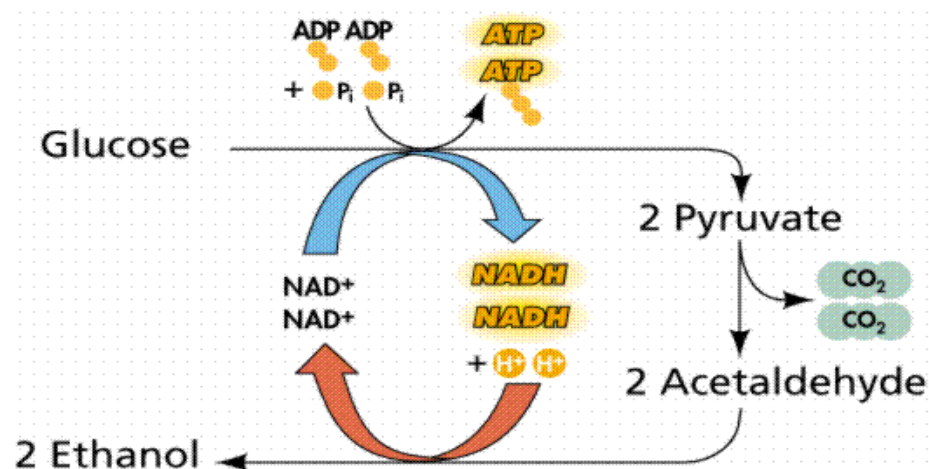 ADP ADP
ATP
ATP
+ Pi Pi
Glucose
2 Pyruvate
NAD+
NAD+
NADH
NADH
+ H+ H+
CO2
CO2
2 Acetaldehyde
2 Ethanol